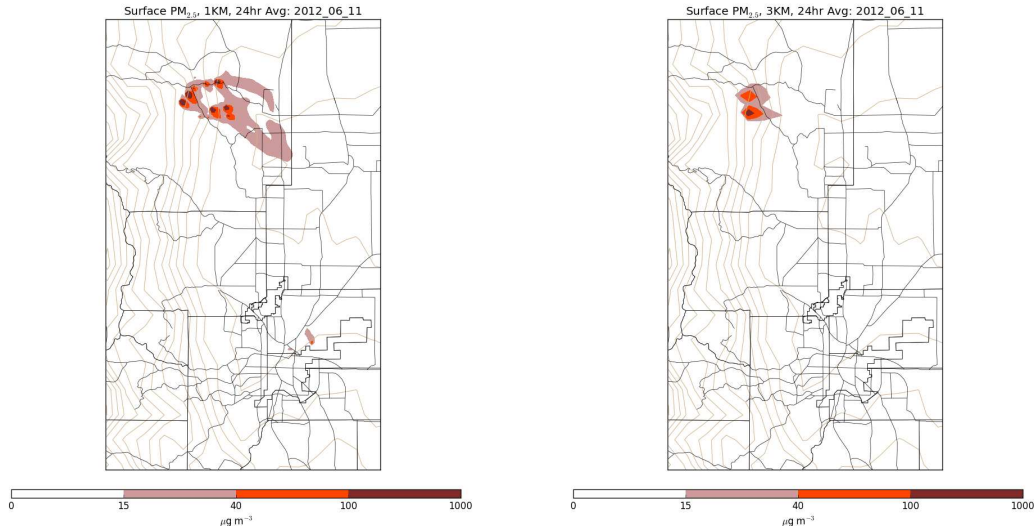 Surface PM₂.₅, 1KM, 24hr Avg: 2012_06_11
0 15 40 100 1000
μg m⁻³
Surface PM₂.₅, 3KM, 24hr Avg: 2012_06_11
0 15 40 100 1000
μg m⁻³